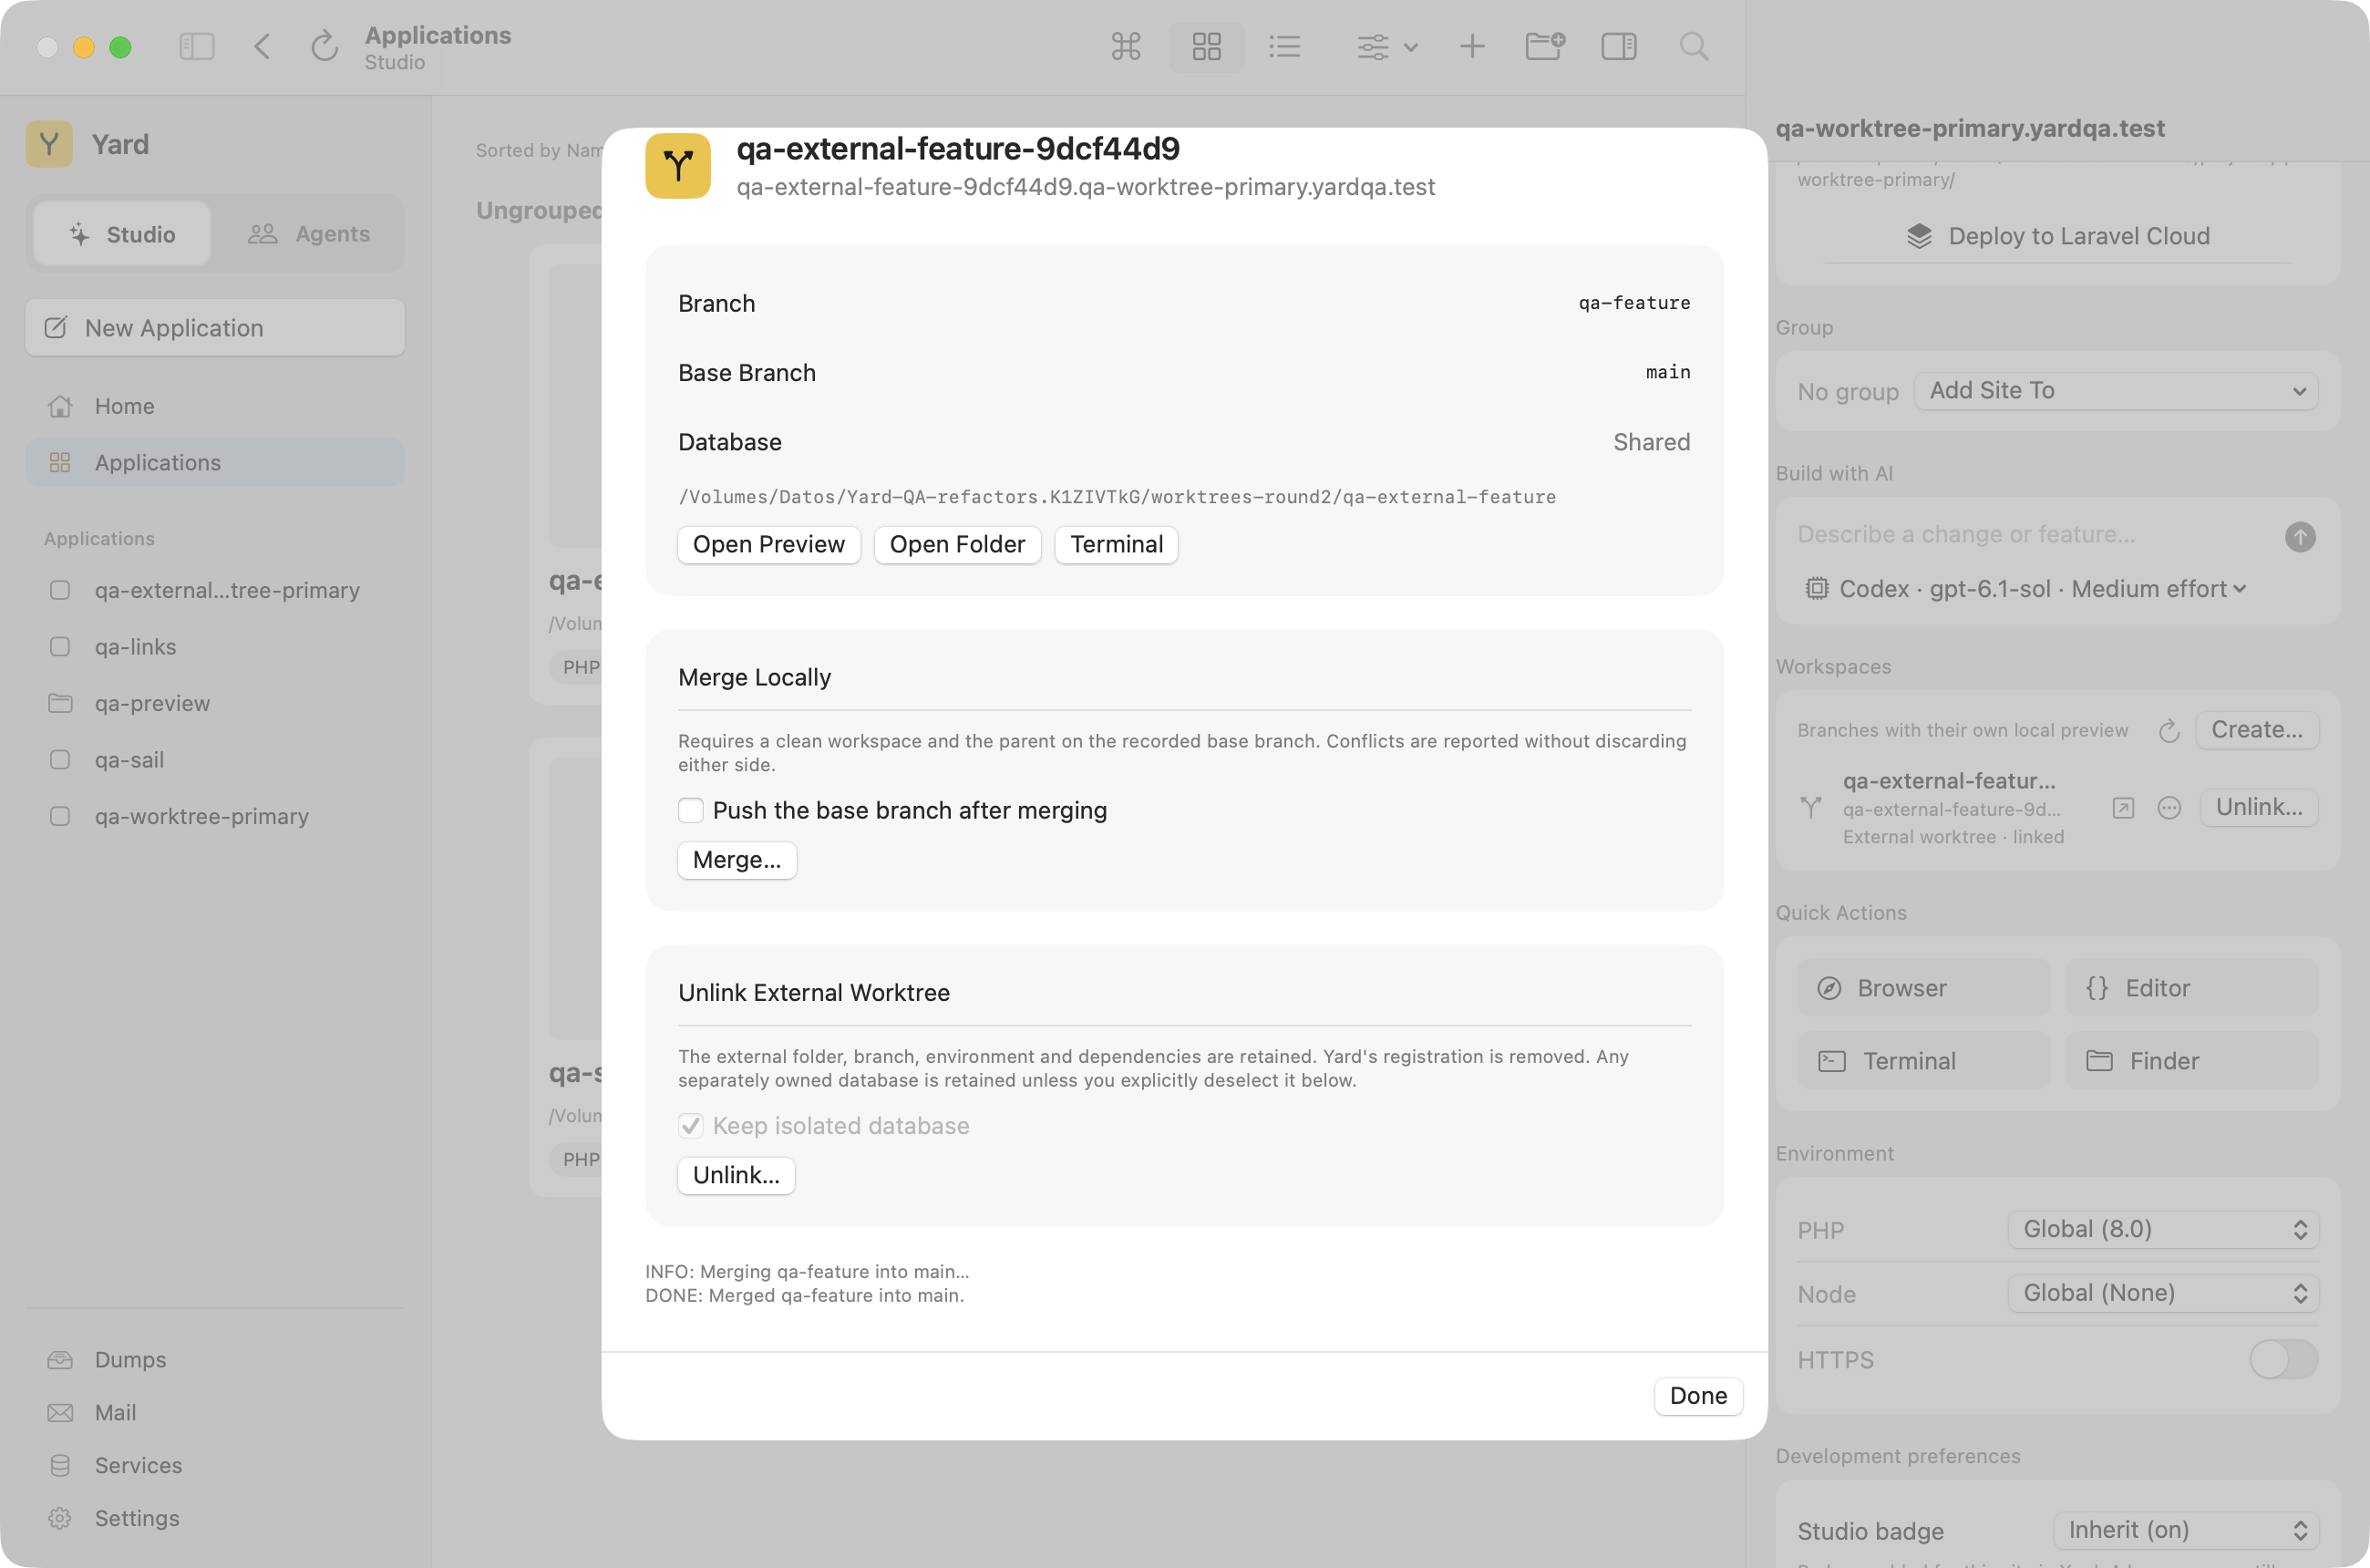 Applications
Studio
Yard
Studio
Agents
New Application
Home
Applications
Applications
qa-external...tree-primary
qa-links
qa-preview
qa-sail
qa-worktree-primary
Dumps
Mail
Services
Settings
Sorted by Nam
Ungrouped
qa-e
/Volum
PHP
qa-s
/Volum
PHP
qa-external-feature-9dcf44d9
qa-external-feature-9dcf44d9.qa-worktree-primary.yardqa.test
Branch
qa-feature
Base Branch
main
Database
Shared
/Volumes/Datos/Yard-QA-refactors.K1ZIVTkG/worktrees-round2/qa-external-feature
Open Preview
Open Folder
Terminal
Merge Locally
Requires a clean workspace and the parent on the recorded base branch. Conflicts are reported without discarding
either side.
Push the base branch after merging
Merge...
Unlink External Worktree
The external folder, branch, environment and dependencies are retained. Yard's registration is removed. Any
separately owned database is retained unless you explicitly deselect it below.
Keep isolated database
Unlink...
INFO: Merging qa-feature into main...
DONE: Merged qa-feature into main.
Done
qa-worktree-primary.yardqa.test
worktree-primary/
Deploy to Laravel Cloud
Group
No group
Add Site To
Build with AI
Describe a change or feature...
Codex · gpt-6.1-sol · Medium effort
Workspaces
Branches with their own local preview
Create...
qa-external-featur...
qa-external-feature-9d...
External worktree · linked
Unlink...
Quick Actions
Browser
Editor
Terminal
Finder
Environment
PHP
Global (8.0)
Node
Global (None)
HTTPS
Development preferences
Studio badge
Inherit (on)